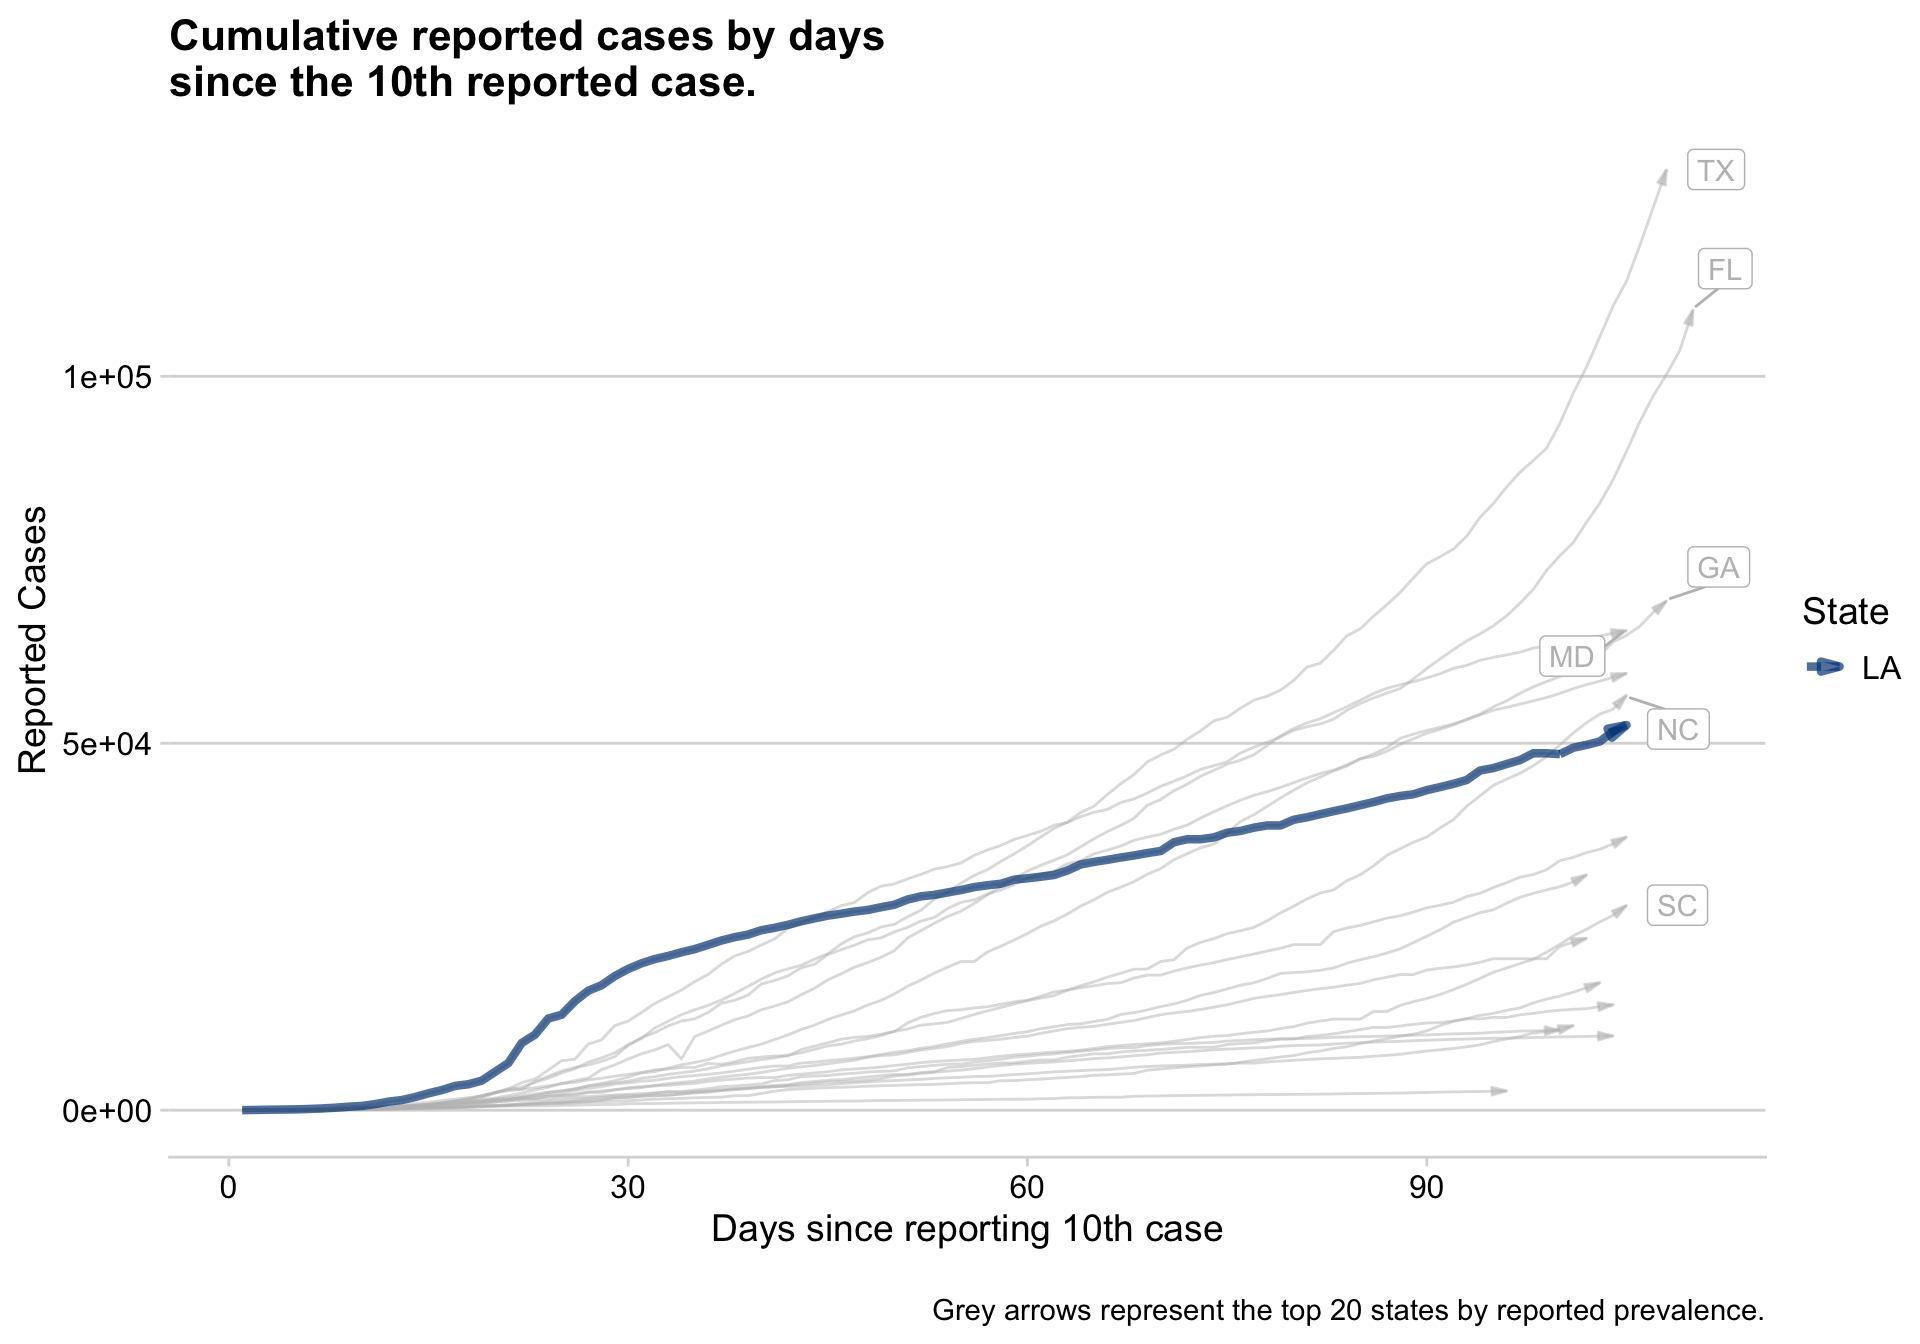 Cumulative reported cases by days
since the 10th reported case.
TX
FL
1e+05
GA
MD
State
LA
NC
5e+04
Reported Cases
SC
0e+00
0 30 60 90
Days since reporting 10th case
Grey arrows represent the top 20 states by reported prevalence.